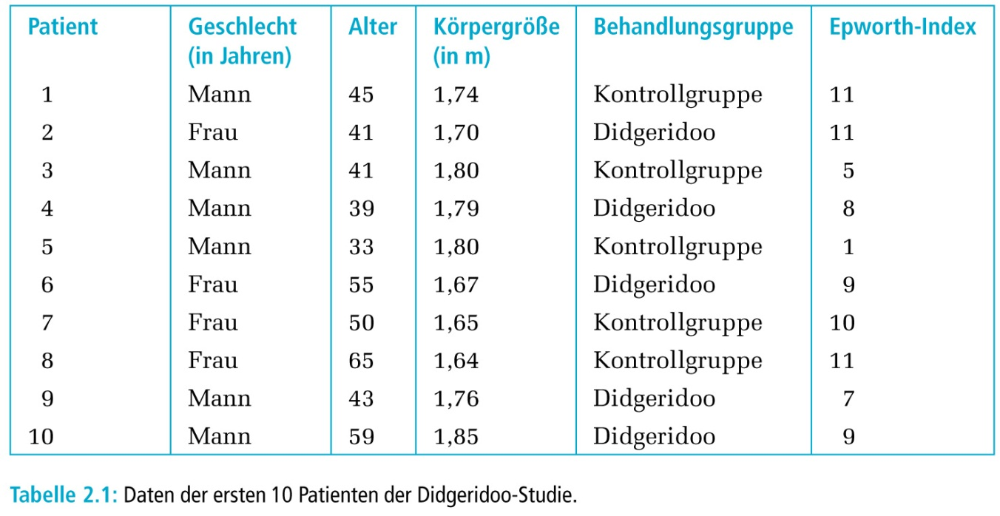 Patient Geschlecht Alter Körpergröße Behandlungsgruppe Epworth-Index
(in Jahren) (in m)
1 Mann 45 1,74 Kontrollgruppe 11
2 Frau 41 1,70 Didgeridoo 11
3 Mann 41 1,80 Kontrollgruppe 5
4 Mann 39 1,79 Didgeridoo 8
5 Mann 33 1,80 Kontrollgruppe 1
6 Frau 55 1,67 Didgeridoo 9
7 Frau 50 1,65 Kontrollgruppe 10
8 Frau 65 1,64 Kontrollgruppe 11
9 Mann 43 1,76 Didgeridoo 7
10 Mann 59 1,85 Didgeridoo 9
Tabelle 2.1: Daten der ersten 10 Patienten der Didgeridoo-Studie.